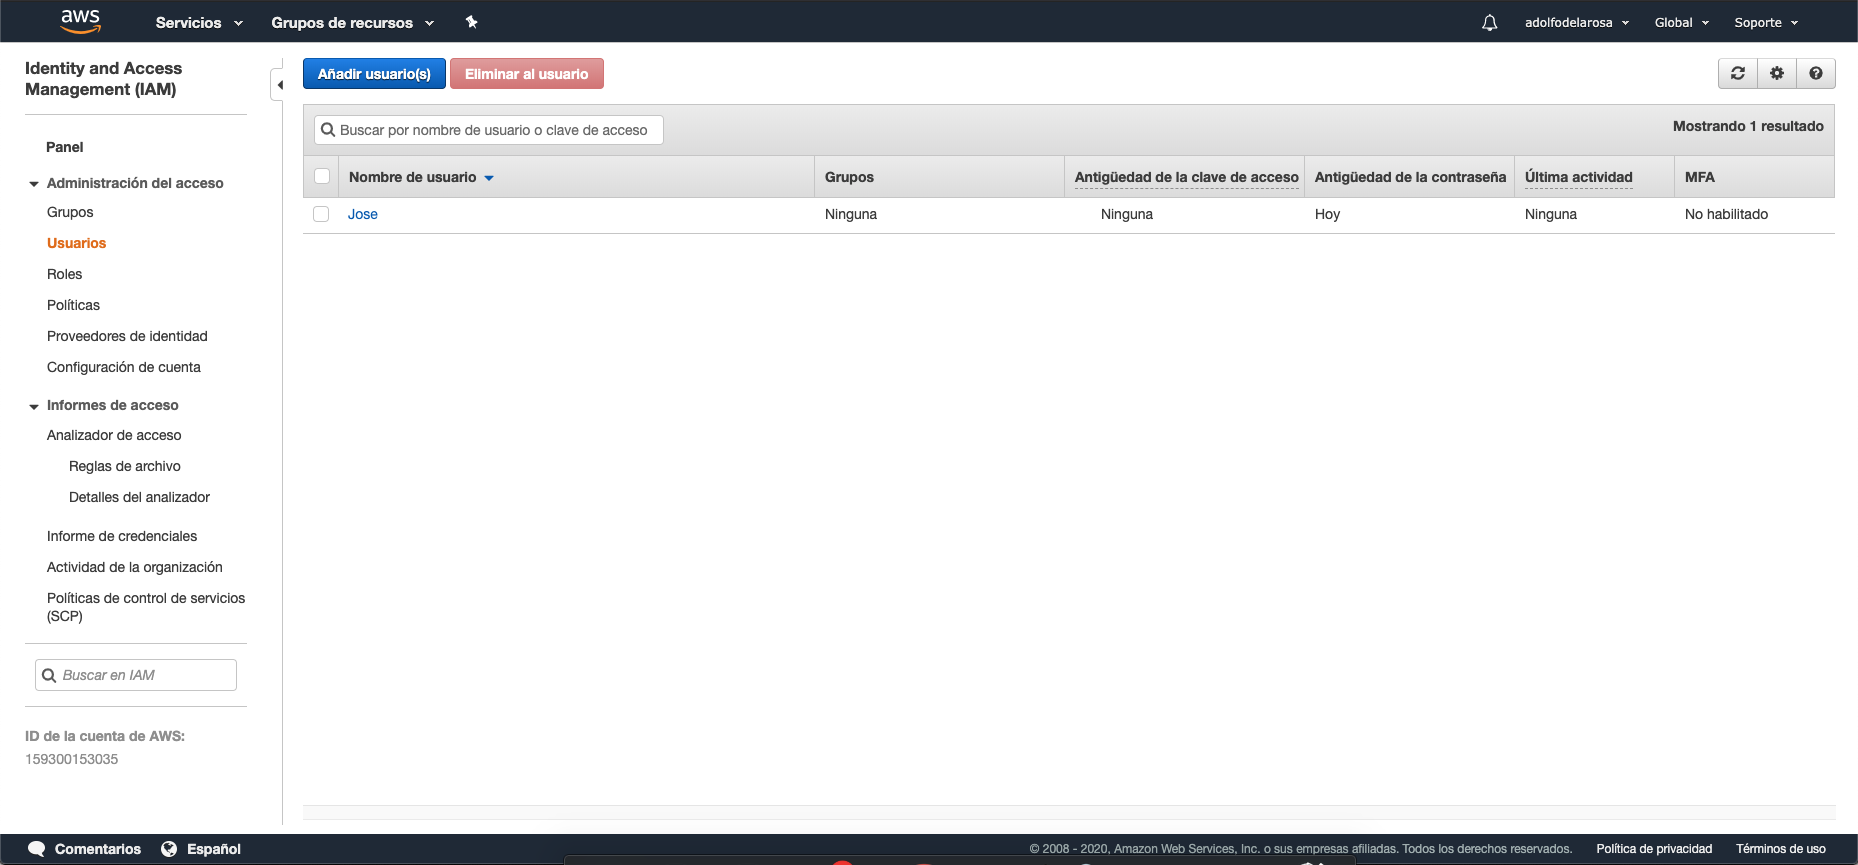 aws
Servicios
Grupos de recursos
adolfodelarosa
Global
Soporte
Identity and Access
Management (IAM)
Panel
Administración del acceso
Grupos
Usuarios
Roles
Políticas
Proveedores de identidad
Configuración de cuenta
Informes de acceso
Analizador de acceso
Reglas de archivo
Detalles del analizador
Informe de credenciales
Actividad de la organización
Políticas de control de servicios
(SCP)
Buscar en IAM
ID de la cuenta de AWS:
159300153035
Añadir usuario(s)
Eliminar al usuario
Buscar por nombre de usuario o clave de acceso
Mostrando 1 resultado
Nombre de usuario
Grupos
Antigüedad de la clave de acceso
Antigüedad de la contraseña
Última actividad
MFA
Jose
Ninguna
Ninguna
Hoy
Ninguna
No habilitado
Comentarios
Español
© 2008 - 2020, Amazon Web Services, Inc. o sus empresas afiliadas. Todos los derechos reservados.
Política de privacidad
Términos de uso